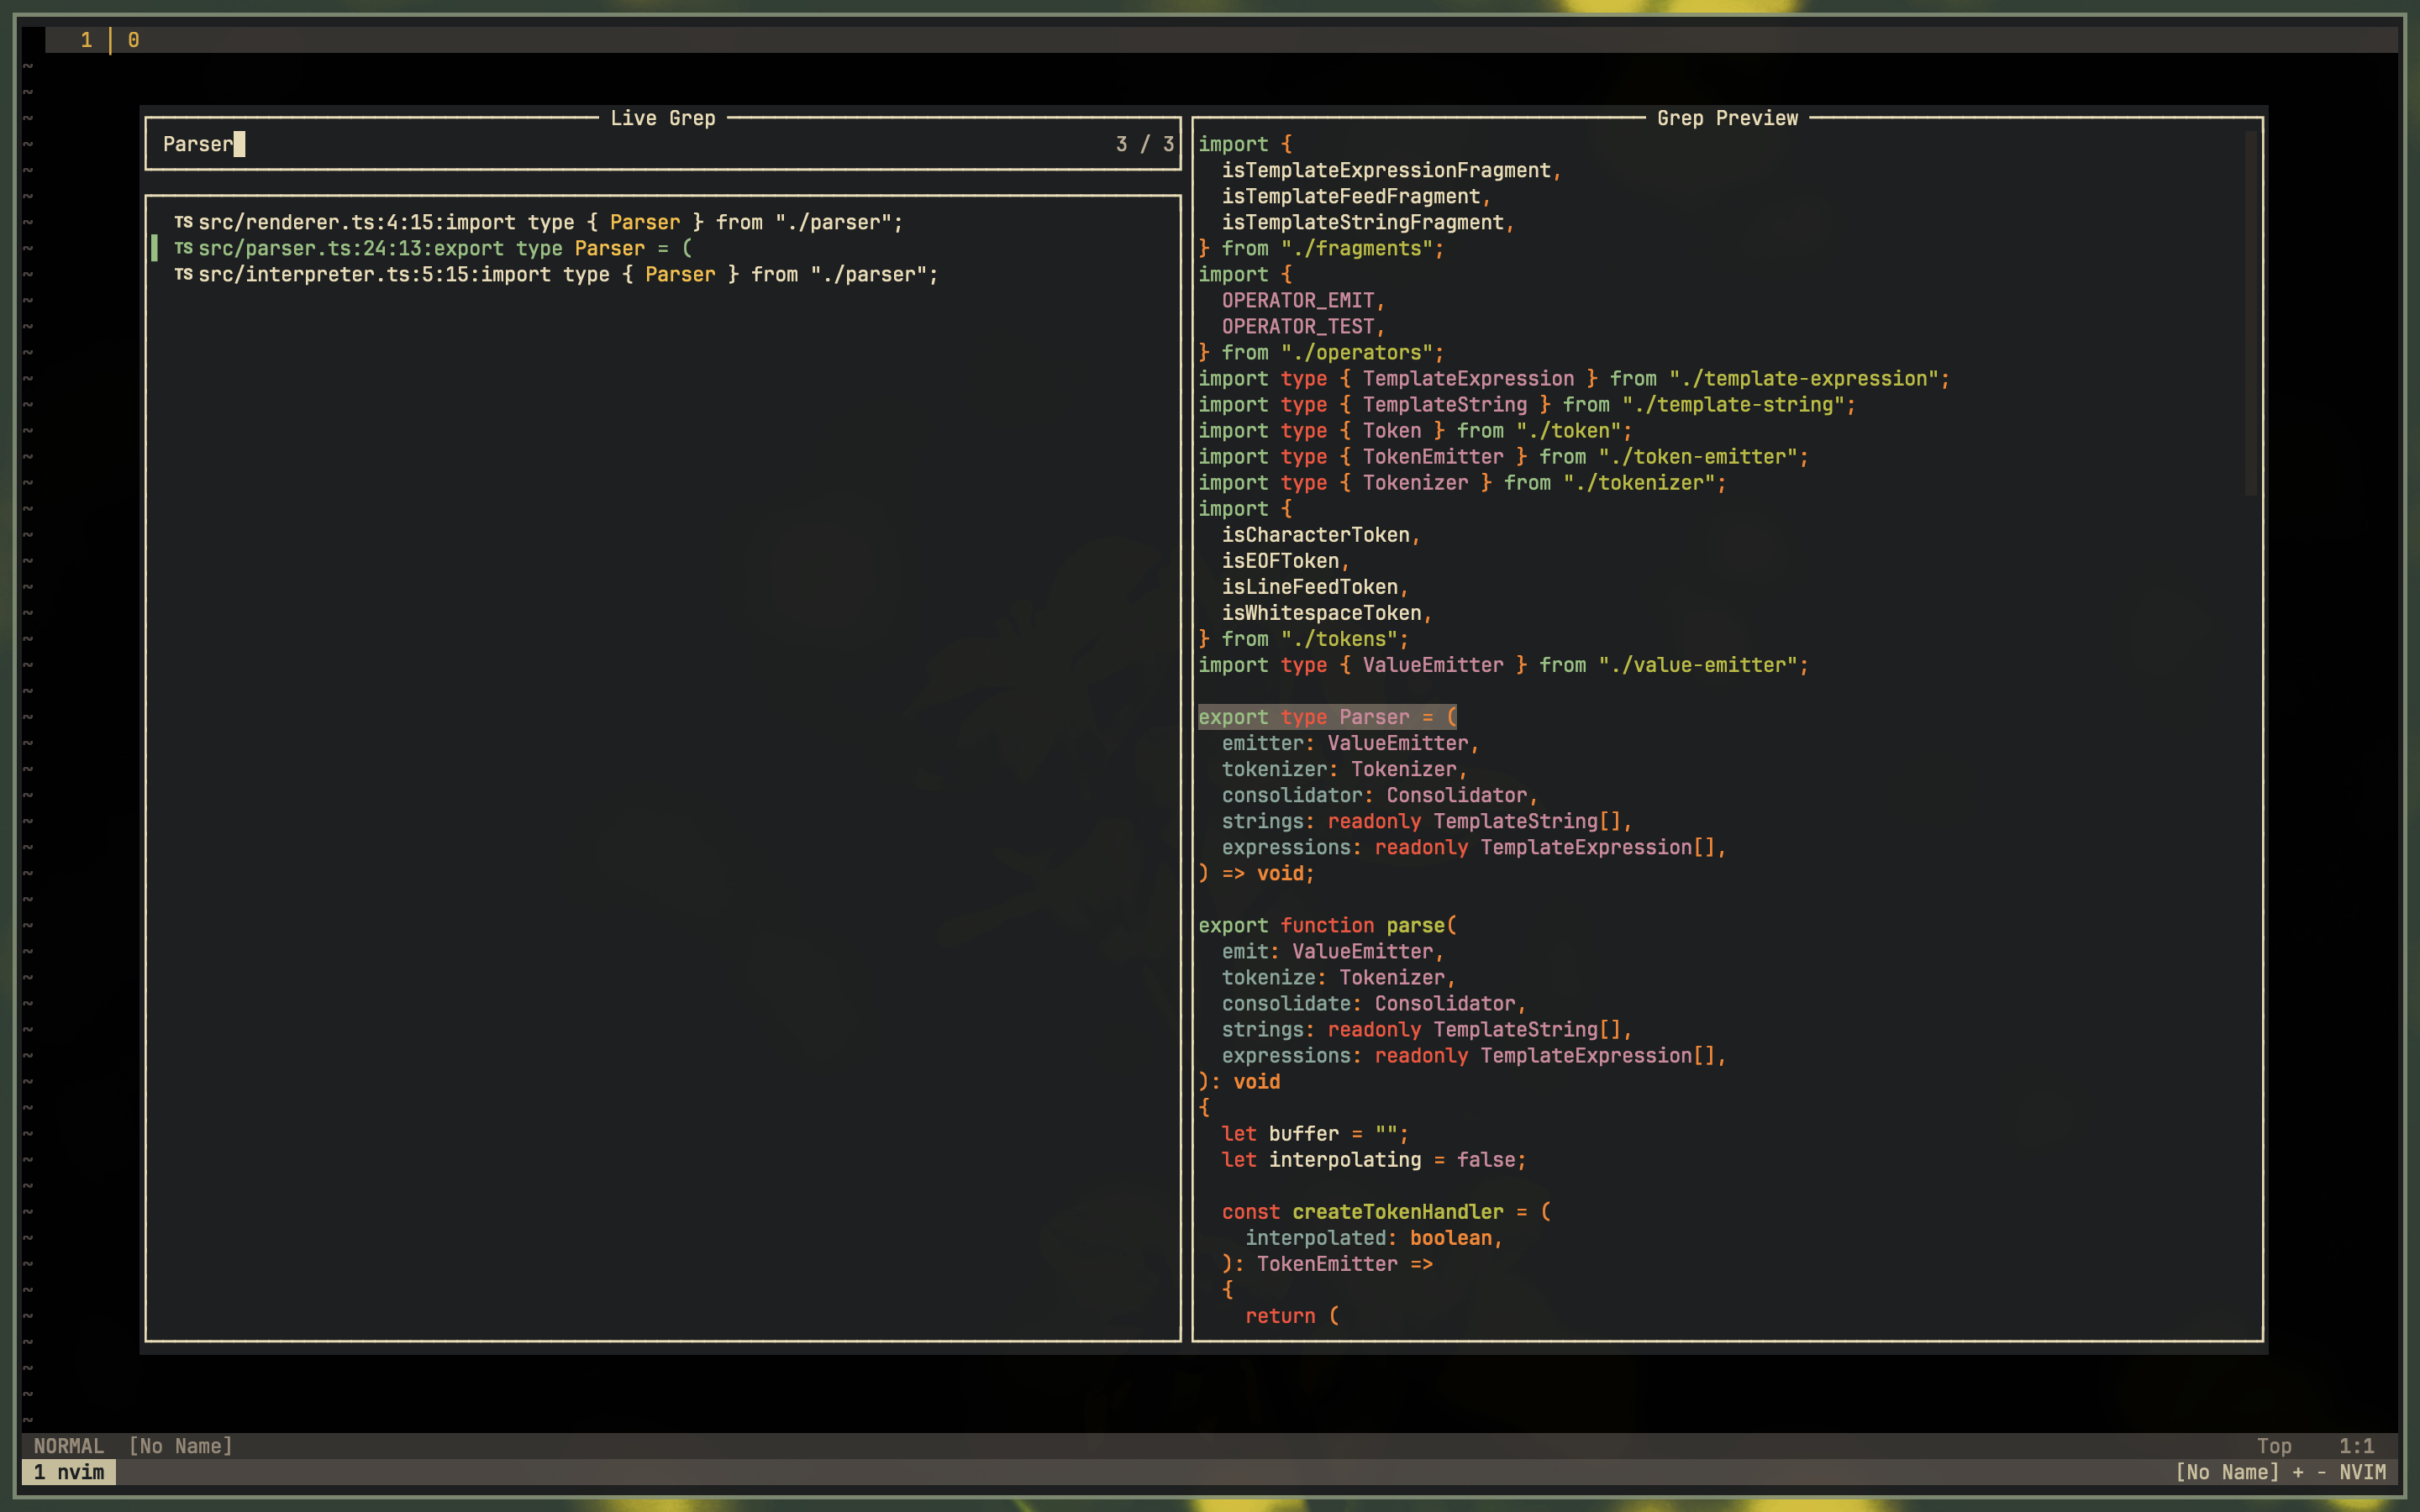 1 | 0
Live Grep
Parser
3 / 3
TS src/renderer.ts:4:15:import type { Parser } from "./parser";
TS src/parser.ts:24:13:export type Parser = (
TS src/interpreter.ts:5:15:import type { Parser } from "./parser";
Grep Preview
import {
  isTemplateExpressionFragment,
  isTemplateFeedFragment,
  isTemplateStringFragment,
} from "./fragments";
import {
  OPERATOR_EMIT,
  OPERATOR_TEST,
} from "./operators";
import type { TemplateExpression } from "./template-expression";
import type { TemplateString } from "./template-string";
import type { Token } from "./token";
import type { TokenEmitter } from "./token-emitter";
import type { Tokenizer } from "./tokenizer";
import {
  isCharacterToken,
  isEOFToken,
  isLineFeedToken,
  isWhitespaceToken,
} from "./tokens";
import type { ValueEmitter } from "./value-emitter";
export type Parser = (
  emitter: ValueEmitter,
  tokenizer: Tokenizer,
  consolidator: Consolidator,
  strings: readonly TemplateString[],
  expressions: readonly TemplateExpression[],
) => void;
export function parse(
  emit: ValueEmitter,
  tokenize: Tokenizer,
  consolidate: Consolidator,
  strings: readonly TemplateString[],
  expressions: readonly TemplateExpression[],
): void
{
  let buffer = "";
  let interpolating = false;
  const createTokenHandler = (
    interpolated: boolean,
  ): TokenEmitter =>
  {
    return (
NORMAL [No Name]
Top 1:1
1 nvim
[No Name] + - NVIM